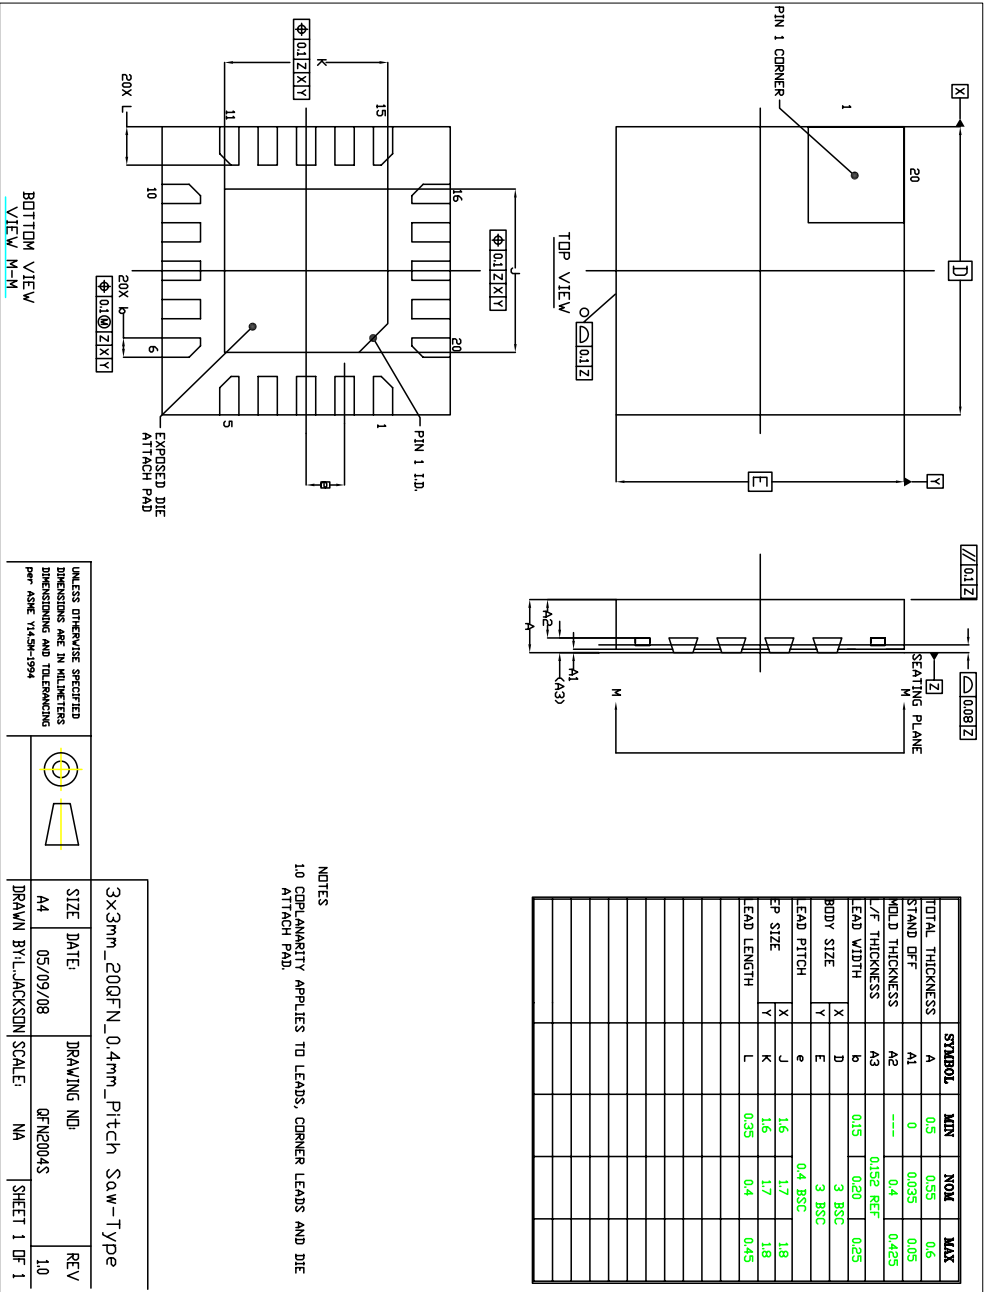 PIN 1 CORNER
1
20
X
D
Y
E
TOP VIEW
0.1 Z
// 0.1 Z
0.08 Z
SEATING PLANE
Z
A
A2
A1
(A3)
M
M
0.1 Z X Y
K
15
11
20X L
10
16
0.1 Z X Y
J
20X b
0.1 Ⓜ Z X Y
6
20
5
1
e
PIN 1 I.D.
EXPOSED DIE
ATTACH PAD
BOTTOM VIEW
VIEW M-M
SYMBOL MIN NOM MAX
TOTAL THICKNESS A 0.5 0.55 0.6
STAND OFF A1 0 0.035 0.05
MOLD THICKNESS A2 --- 0.4 0.425
L/F THICKNESS A3 0.152 REF
LEAD WIDTH b 0.15 0.20 0.25
BODY SIZE X D 3 BSC
Y E 3 BSC
LEAD PITCH e 0.4 BSC
EP SIZE X J 1.6 1.7 1.8
Y K 1.6 1.7 1.8
LEAD LENGTH L 0.35 0.4 0.45
NOTES
1.0 COPLANARITY APPLIES TO LEADS, CORNER LEADS AND DIE
ATTACH PAD.
UNLESS OTHERWISE SPECIFIED
DIMENSIONS ARE IN MILIMETERS
DIMENSIONING AND TOLERANCING
per ASME Y14.5M-1994
3x3mm_20QFN_0.4mm_Pitch Saw-Type
SIZE DATE: DRAWING NO: REV
A4 05/09/08 QFN2004S 1.0
DRAWN BY:L.JACKSON SCALE: NA SHEET 1 OF 1